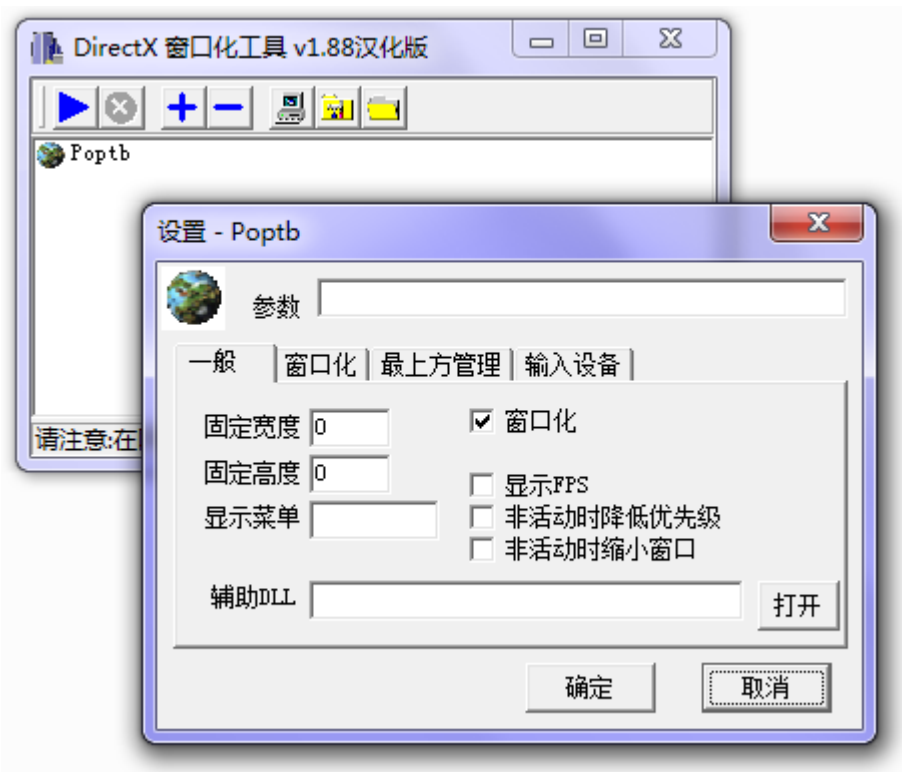 DirectX 窗口化工具 v1.88汉化版
Poptb
请注意:在
设置 - Poptb
参数
一般 窗口化 最上方管理 输入设备
固定宽度 0 窗口化
固定高度 0 显示FPS
显示菜单 非活动时降低优先级
非活动时缩小窗口
辅助DLL 打开
确定 取消